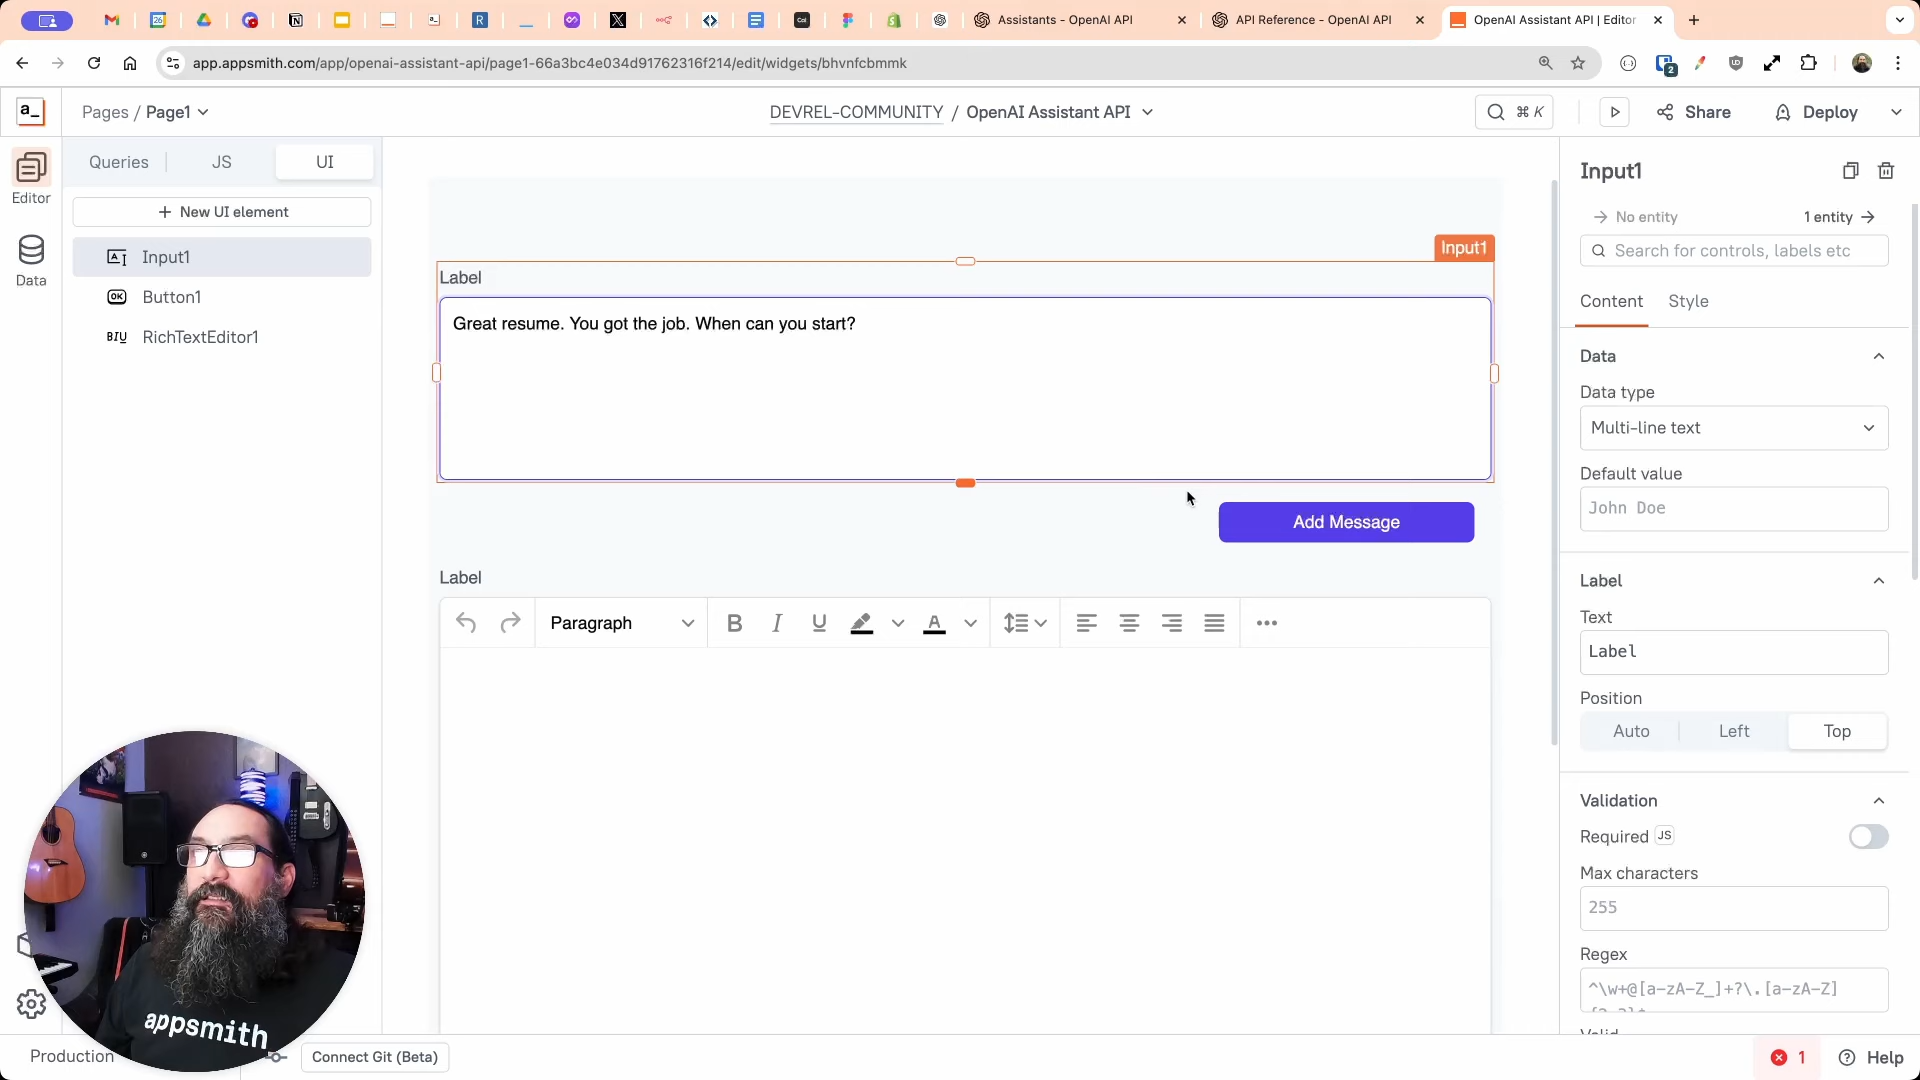 Assistants - OpenAI API
API Reference - OpenAI API
OpenAI Assistant API | Editor
app.appsmith.com/app/openai-assistant-api/page1-66a3bc4e034d91762316f214/edit/widgets/bhvnfcbmmk
2
a_
Pages / Page1
DEVREL-COMMUNITY / OpenAI Assistant API
⌘ K
Share
Deploy
Editor
Data
Queries
JS
UI
+ New UI element
Input1
Button1
RichTextEditor1
Input1
Label
Great resume. You got the job. When can you start?
Add Message
Label
Paragraph
Input1
No entity
1 entity
Search for controls, labels etc
Content
Style
Data
Data type
Multi-line text
Default value
John Doe
Label
Text
Label
Position
Auto
Left
Top
Validation
Required JS
Max characters
255
Regex
^\w+@[a-zA-Z_]+?\.[a-zA-Z]
appsmith
Production
Connect Git (Beta)
1
Help